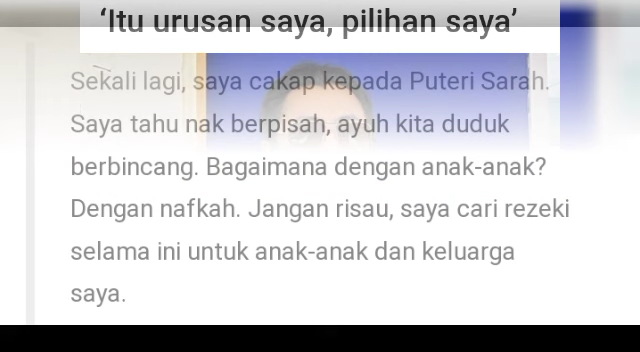 ‘Itu urusan saya, pilihan saya’
Sekali lagi, saya cakap kepada Puteri Sarah.
Saya tahu nak berpisah, ayuh kita duduk
berbincang. Bagaimana dengan anak-anak?
Dengan nafkah. Jangan risau, saya cari rezeki
selama ini untuk anak-anak dan keluarga
saya.